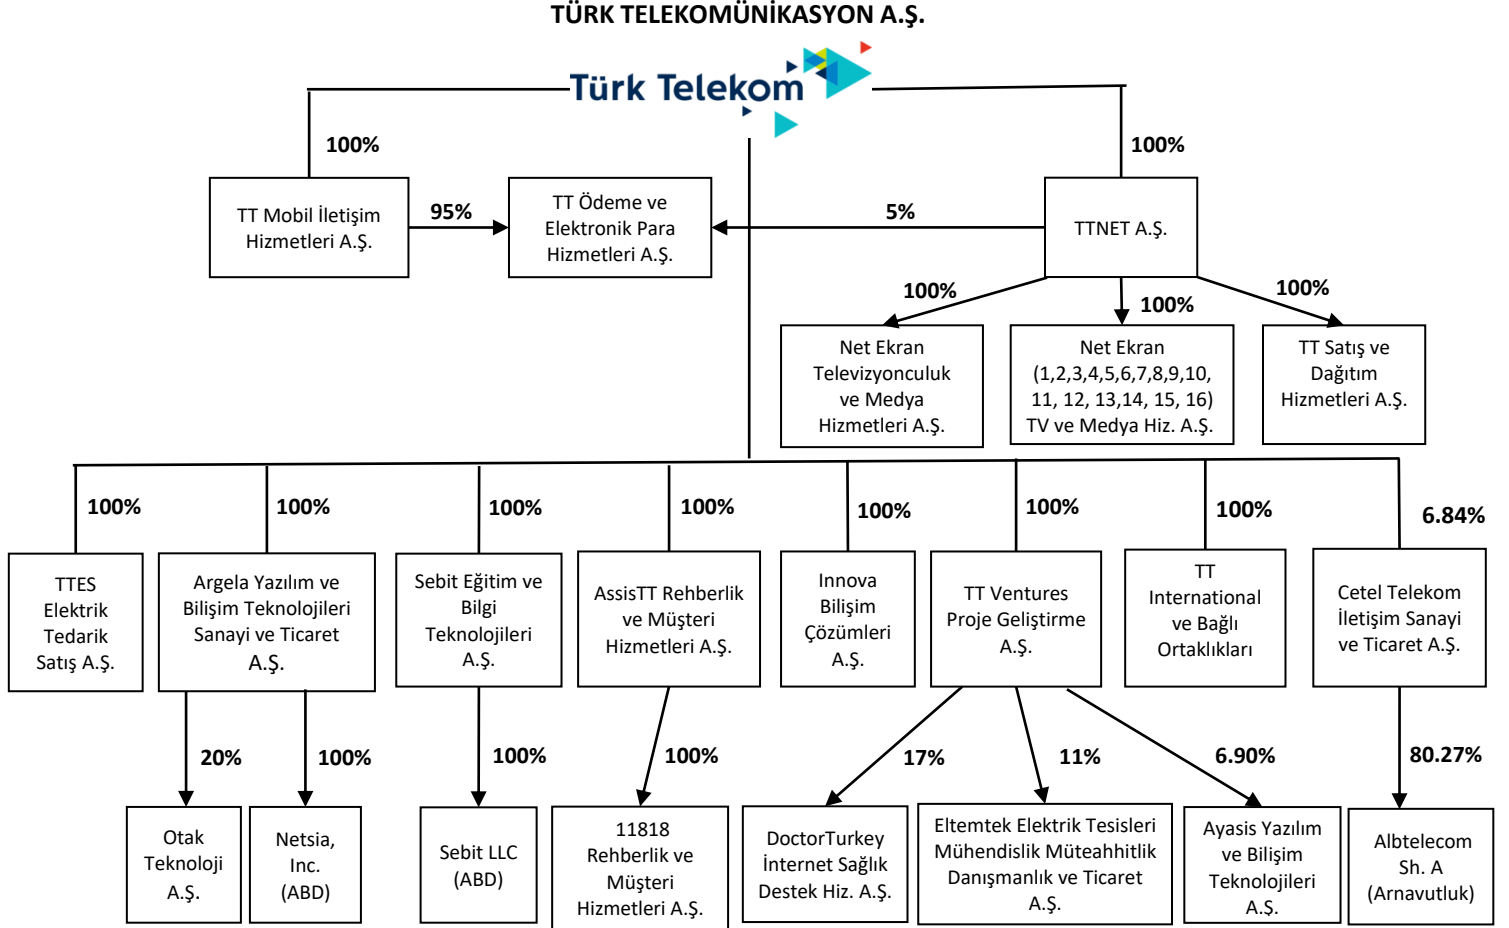 TÜRK TELEKOMÜNİKASYON A.Ş.
Türk Telekom
100%
100%
TT Mobil İletişim
Hizmetleri A.Ş.
95%
TT Ödeme ve
Elektronik Para
Hizmetleri A.Ş.
5%
TTNET A.Ş.
100%
100%
100%
Net Ekran
Televizyonculuk
ve Medya
Hizmetleri A.Ş.
Net Ekran
(1,2,3,4,5,6,7,8,9,10,
11, 12, 13,14, 15, 16)
TV ve Medya Hiz. A.Ş.
TT Satış ve
Dağıtım
Hizmetleri A.Ş.
100%
100%
100%
100%
100%
100%
100%
6.84%
TTES
Elektrik
Tedarik
Satış A.Ş.
Argela Yazılım ve
Bilişim Teknolojileri
Sanayi ve Ticaret
A.Ş.
Sebit Eğitim ve
Bilgi
Teknolojileri
A.Ş.
AssisTT Rehberlik
ve Müşteri
Hizmetleri A.Ş.
Innova
Bilişim
Çözümleri
A.Ş.
TT Ventures
Proje Geliştirme
A.Ş.
TT
International
ve Bağlı
Ortaklıkları
Cetel Telekom
İletişim Sanayi
ve Ticaret A.Ş.
20%
100%
100%
100%
17%
11%
6.90%
80.27%
Otak
Teknoloji
A.Ş.
Netsia,
Inc.
(ABD)
Sebit LLC
(ABD)
11818
Rehberlik ve
Müşteri
Hizmetleri A.Ş.
DoctorTurkey
İnternet Sağlık
Destek Hiz. A.Ş.
Eltemtek Elektrik Tesisleri
Mühendislik Müteahhitlik
Danışmanlık ve Ticaret
A.Ş.
Ayasis Yazılım
ve Bilişim
Teknolojileri
A.Ş.
Albtelecom
Sh. A
(Arnavutluk)